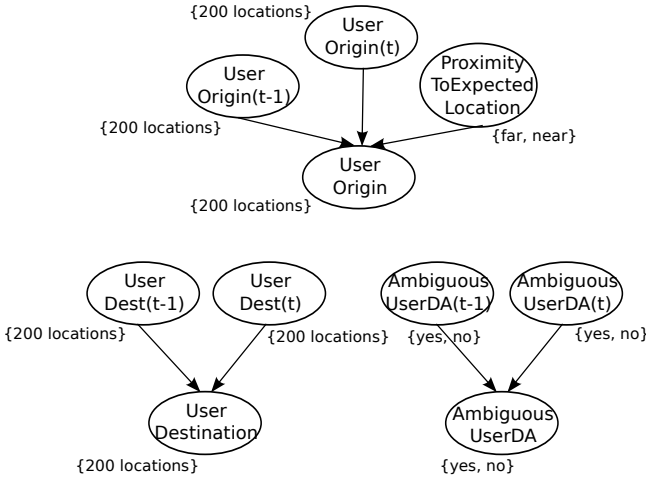 {200 locations}
User
Origin(t)
User
Origin(t-1)
Proximity
ToExpected
Location
{200 locations}
{far, near}
User
Origin
{200 locations}
User
Dest(t-1)
User
Dest(t)
Ambiguous
UserDA(t-1)
Ambiguous
UserDA(t)
{200 locations}
{200 locations}
{yes, no}
{yes, no}
User
Destination
Ambiguous
UserDA
{200 locations}
{yes, no}